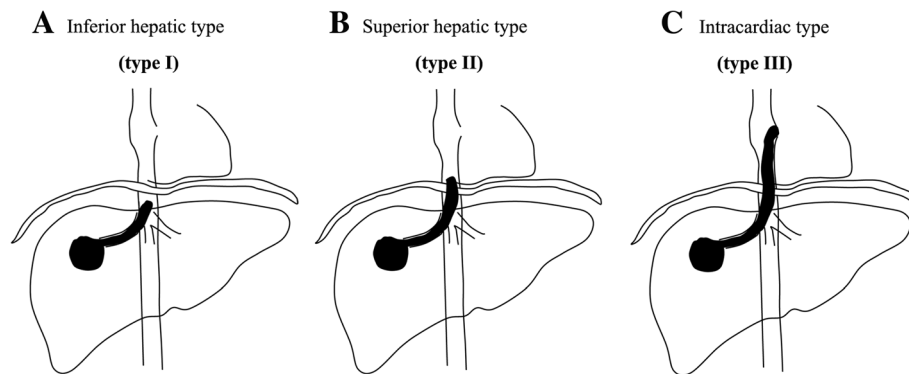 A Inferior hepatic type
(type I)
B Superior hepatic type
(type II)
C Intracardiac type
(type III)